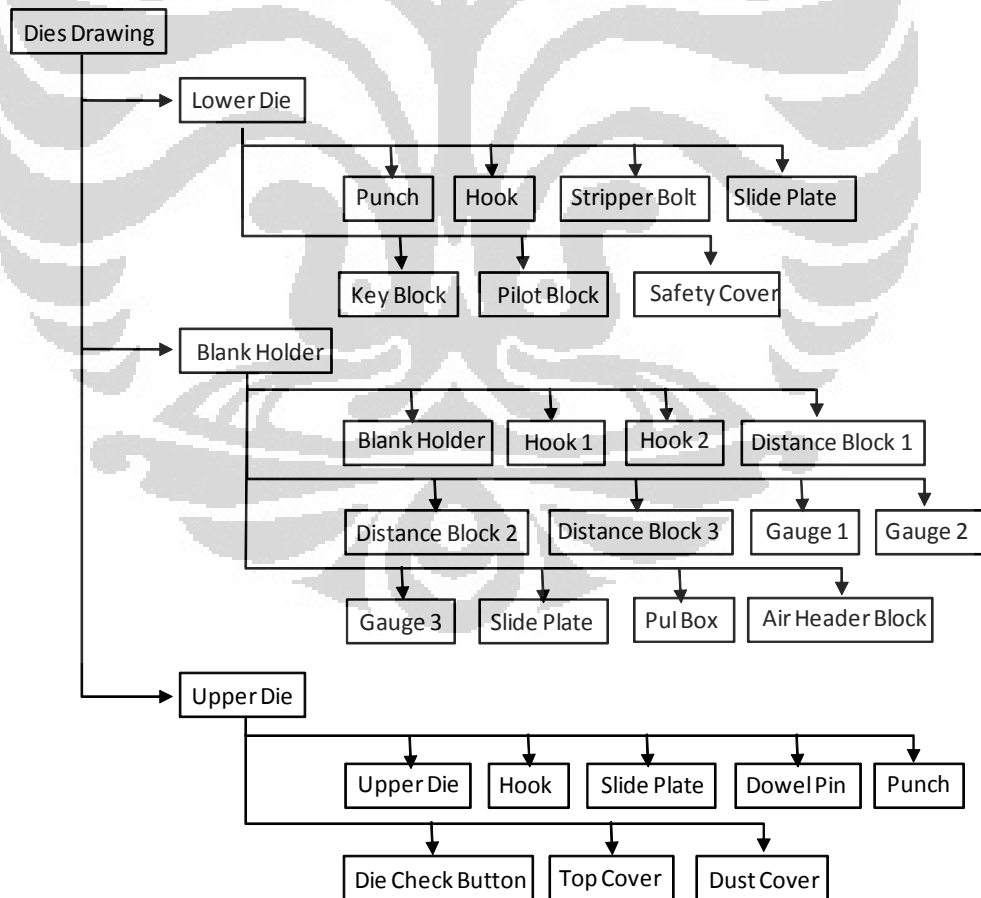 Dies Drawing
Lower Die
Punch
Hook
Stripper Bolt
Slide Plate
Key Block
Pilot Block
Safety Cover
Blank Holder
Blank Holder
Hook 1
Hook 2
Distance Block 1
Distance Block 2
Distance Block 3
Gauge 1
Gauge 2
Gauge 3
Slide Plate
Pul Box
Air Header Block
Upper Die
Upper Die
Hook
Slide Plate
Dowel Pin
Punch
Die Check Button
Top Cover
Dust Cover